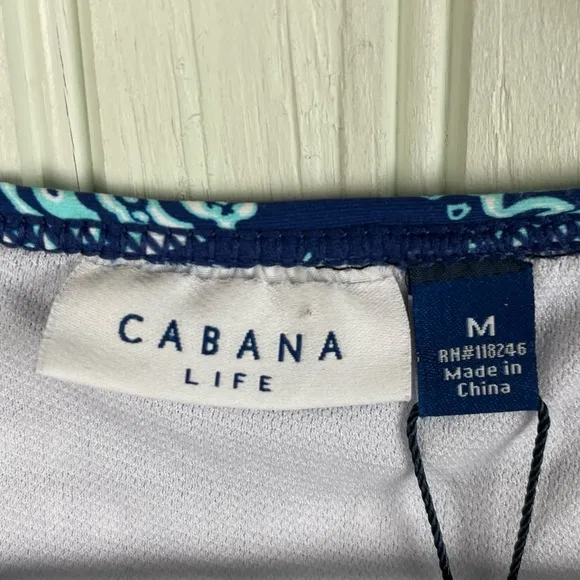 CABANA
LIFE
M
RN#118246
Made in
China